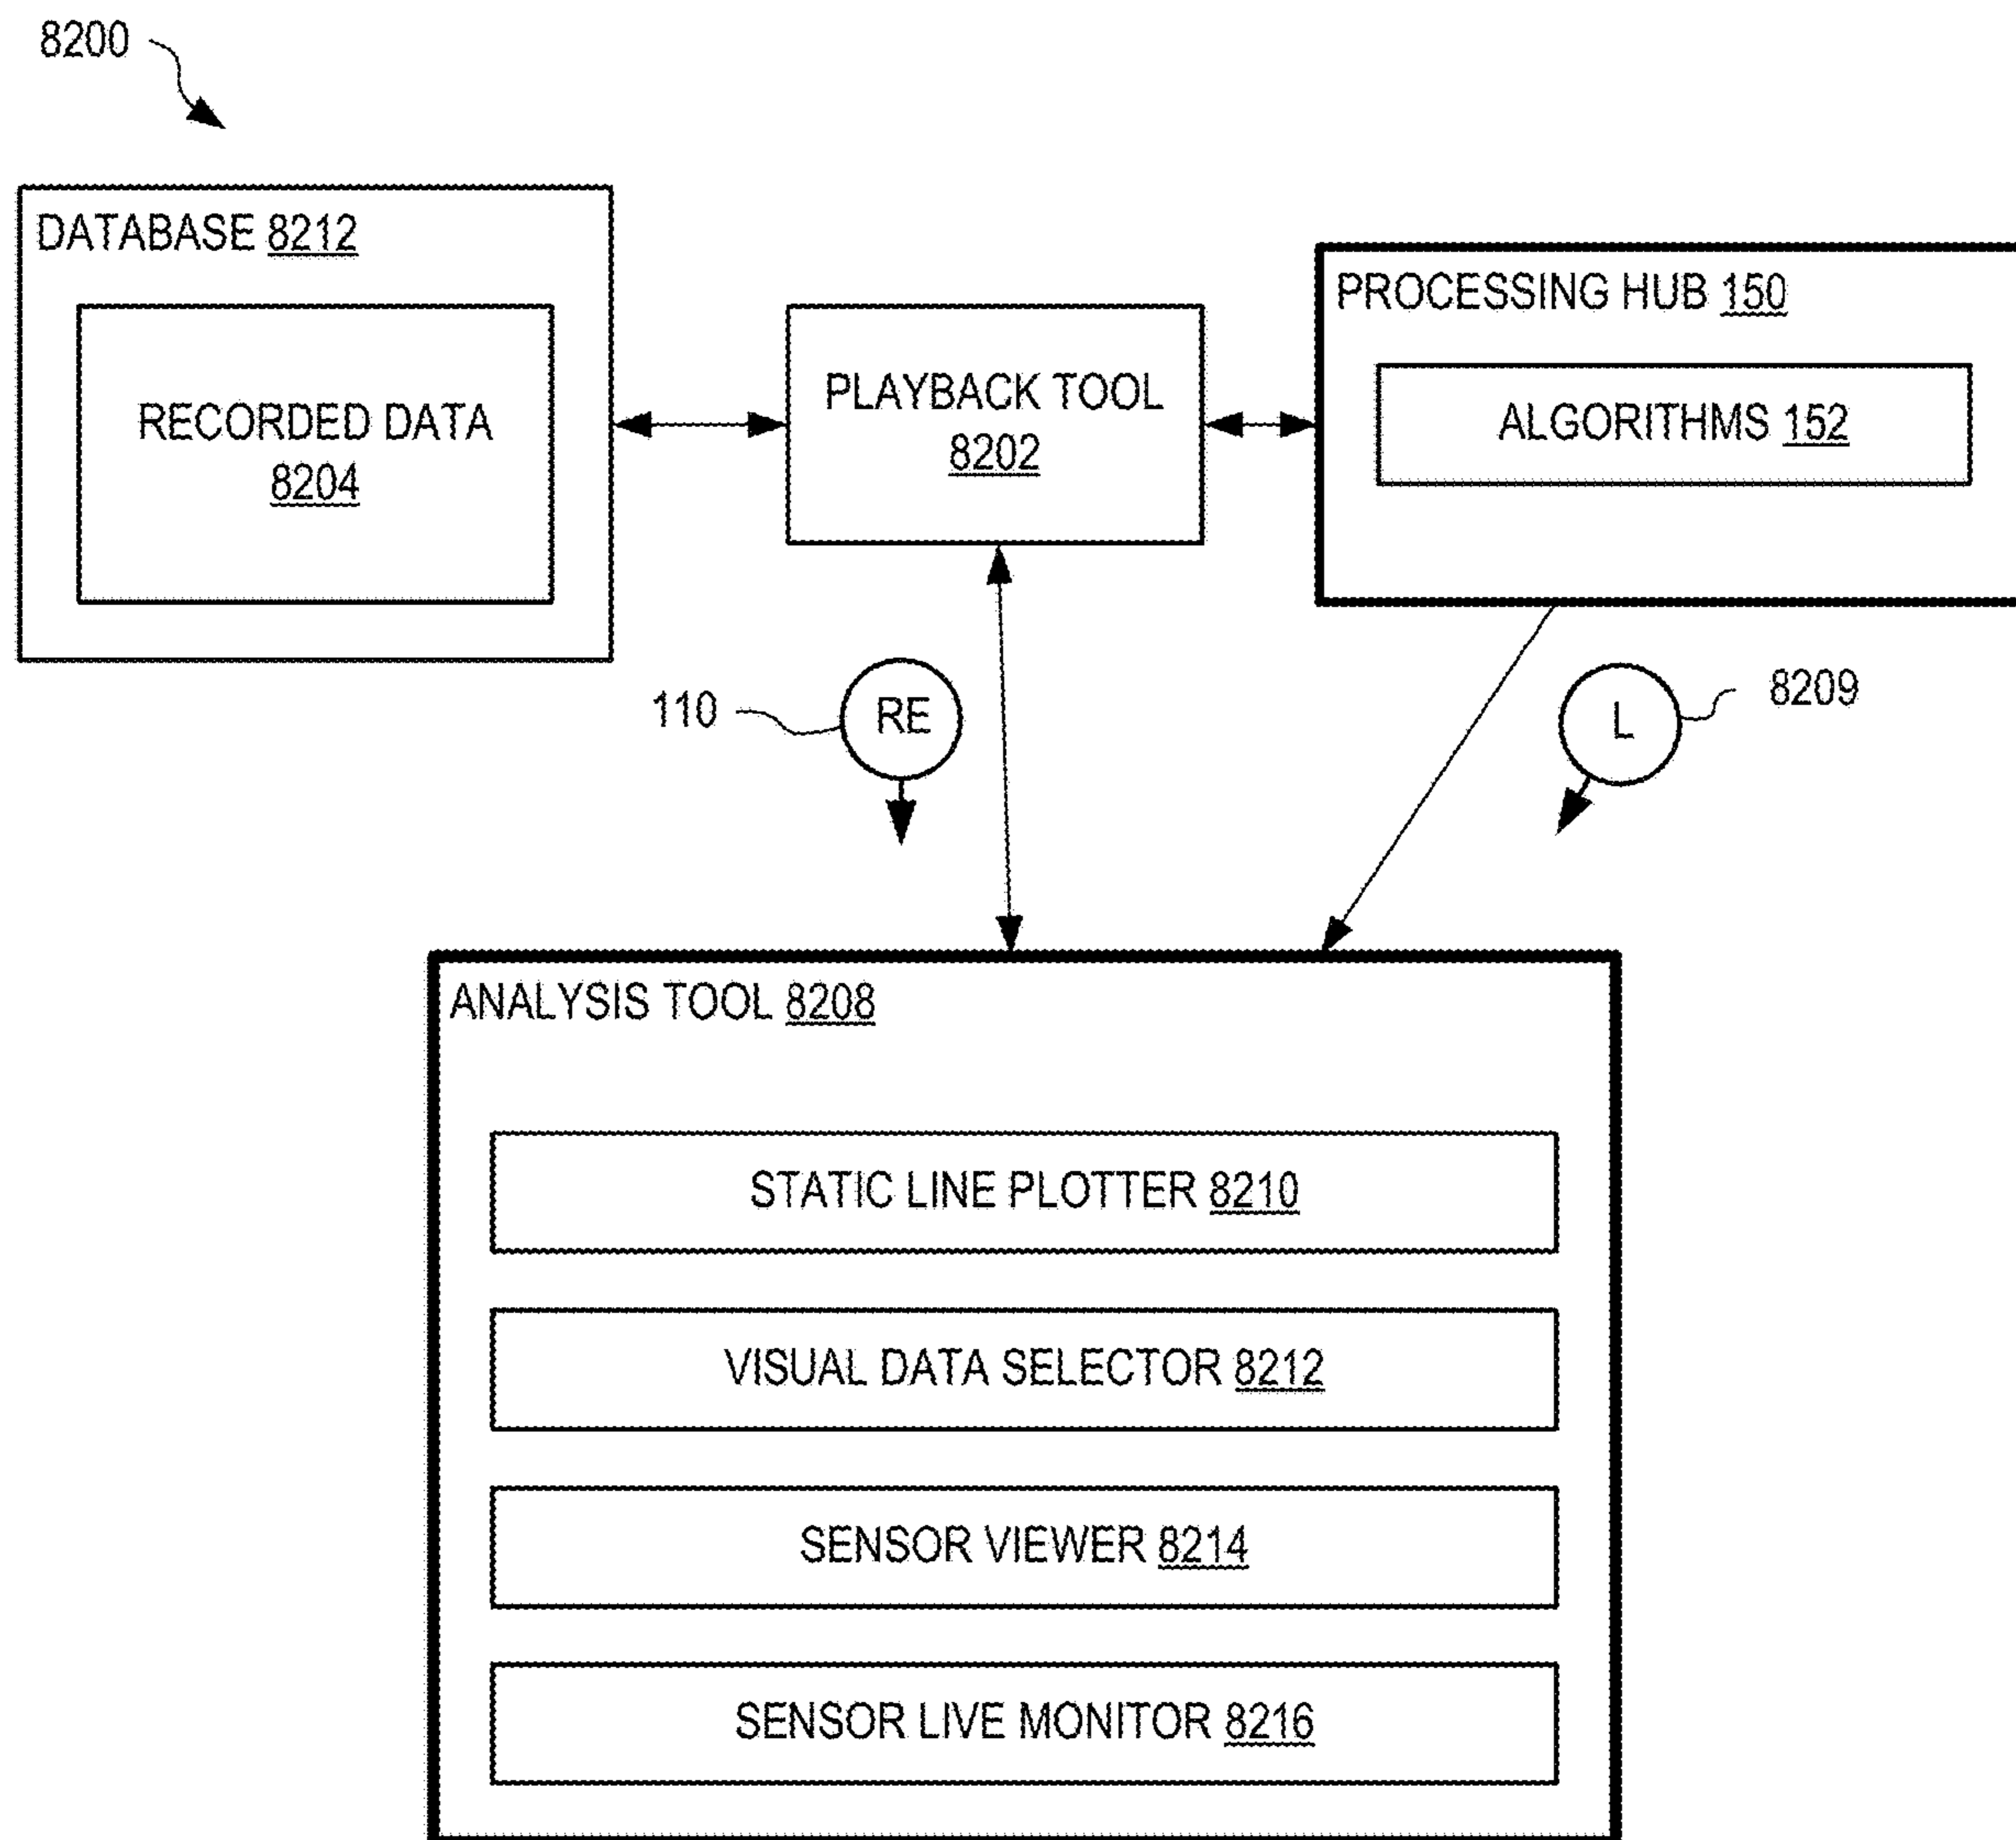 8200
DATABASE 8212
RECORDED DATA
8204
PLAYBACK TOOL
8202
PROCESSING HUB 150
ALGORITHMS 152
110
RE
L
8209
ANALYSIS TOOL 8208
STATIC LINE PLOTTER 8210
VISUAL DATA SELECTOR 8212
SENSOR VIEWER 8214
SENSOR LIVE MONITOR 8216